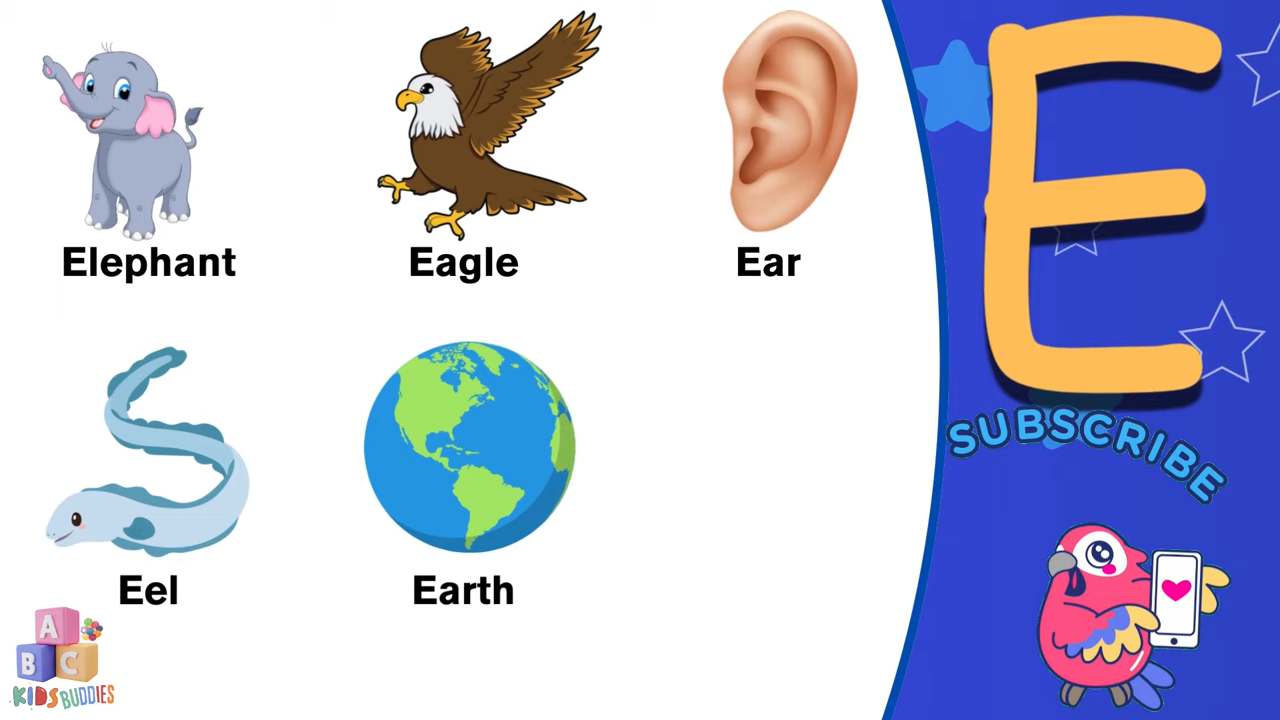 Elephant
Eagle
Ear
Eel
Earth
E
SUBSCRIBE
A
B C
KIDS BUDDIES